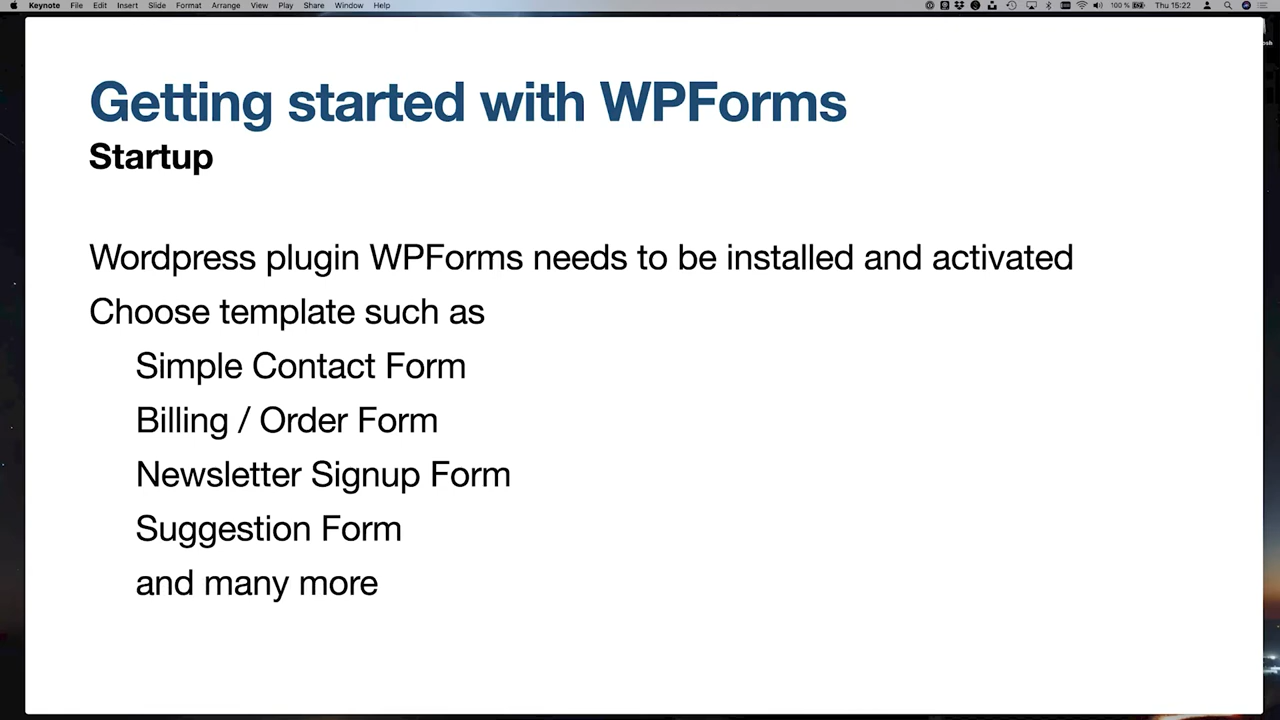 Keynote File Edit Insert Slide Format Arrange View Play Share Window Help 100 % Thu 15:22
Getting started with WPForms
Startup
Wordpress plugin WPForms needs to be installed and activated
Choose template such as
Simple Contact Form
Billing / Order Form
Newsletter Signup Form
Suggestion Form
and many more